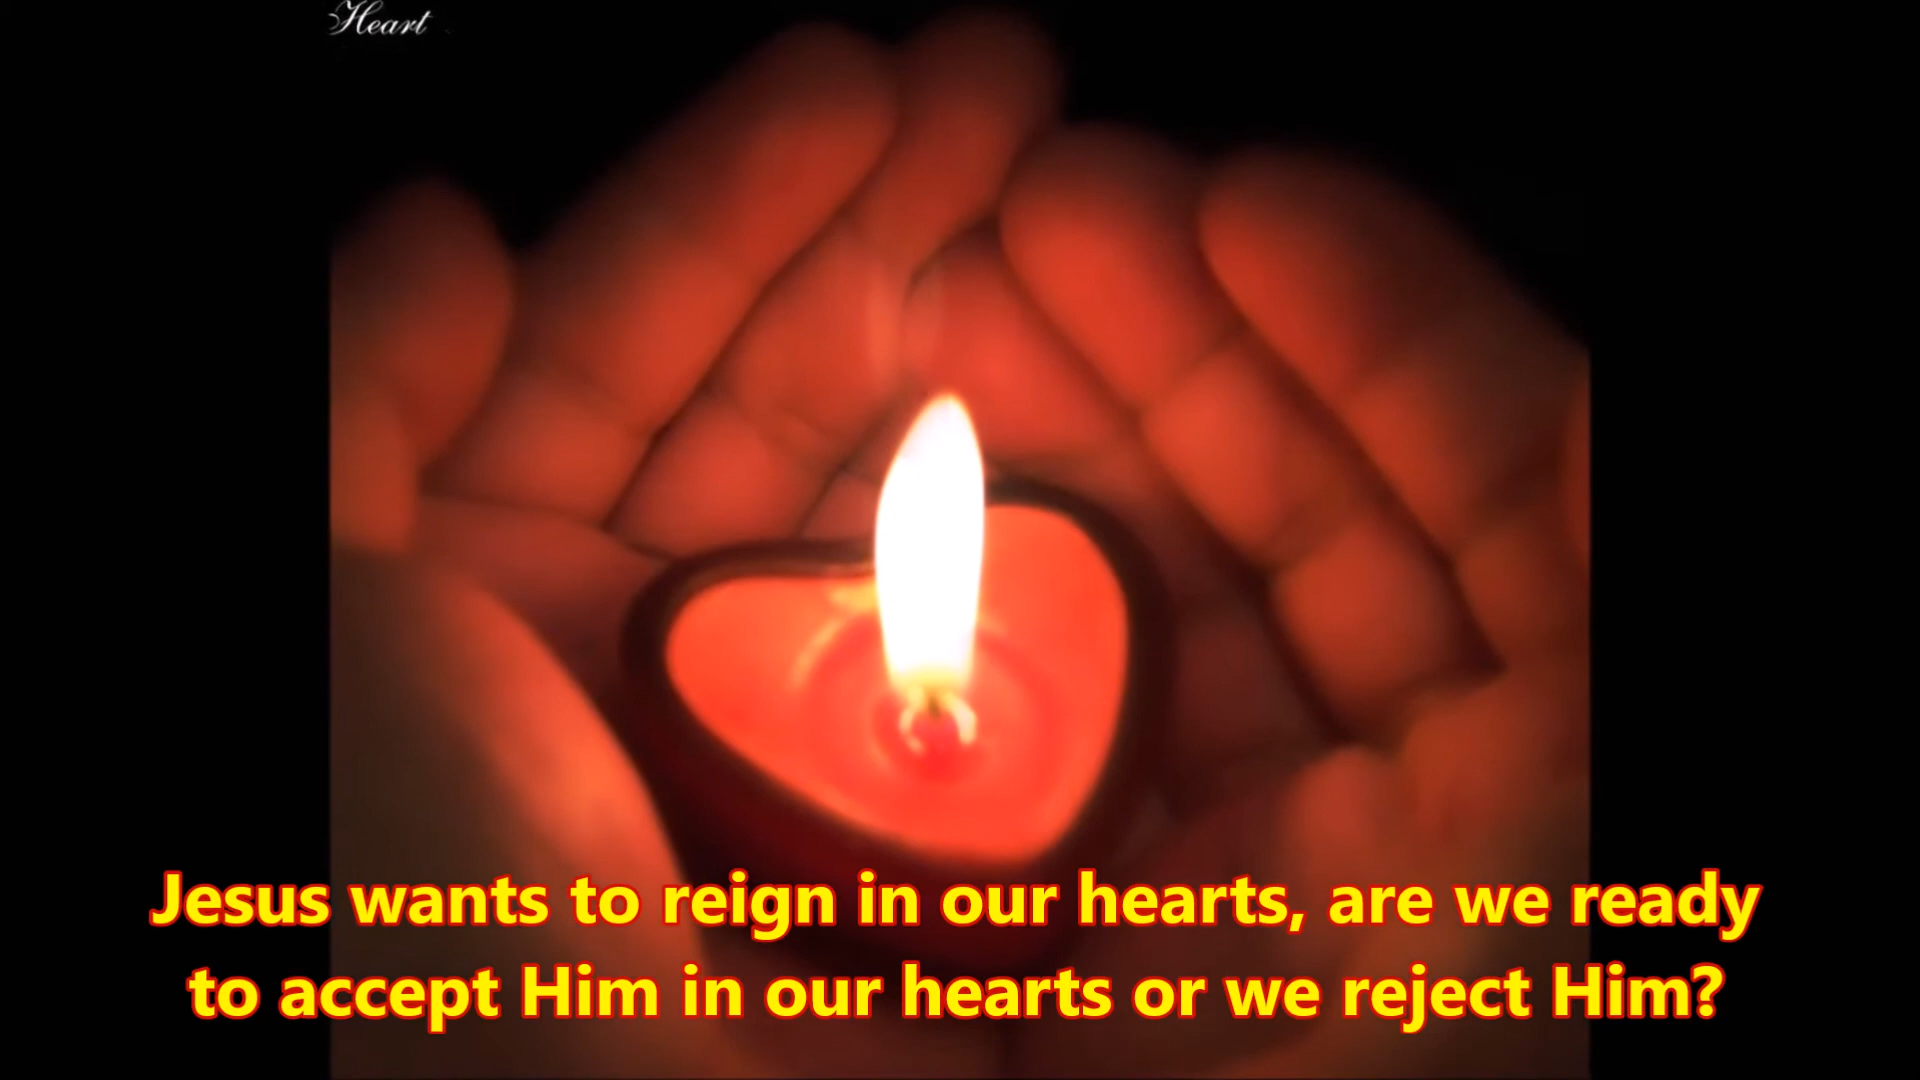 Heart
Jesus wants to reign in our hearts, are we ready
to accept Him in our hearts or we reject Him?